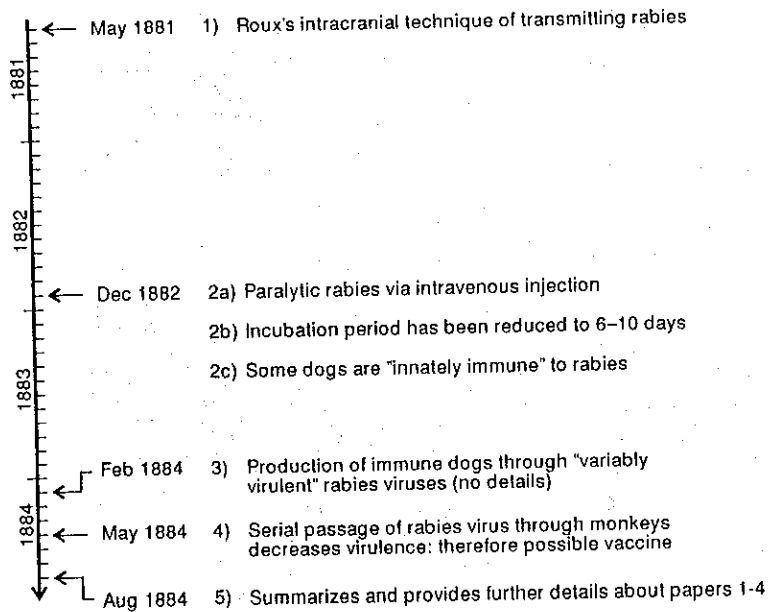 May 1881 1) Roux's intracranial technique of transmitting rabies
1881
1882
Dec 1882 2a) Paralytic rabies via intravenous injection
2b) Incubation period has been reduced to 6–10 days
2c) Some dogs are "innately immune" to rabies
1883
Feb 1884 3) Production of immune dogs through "variably
virulent" rabies viruses (no details)
1884
May 1884 4) Serial passage of rabies virus through monkeys
decreases virulence: therefore possible vaccine
Aug 1884 5) Summarizes and provides further details about papers 1-4